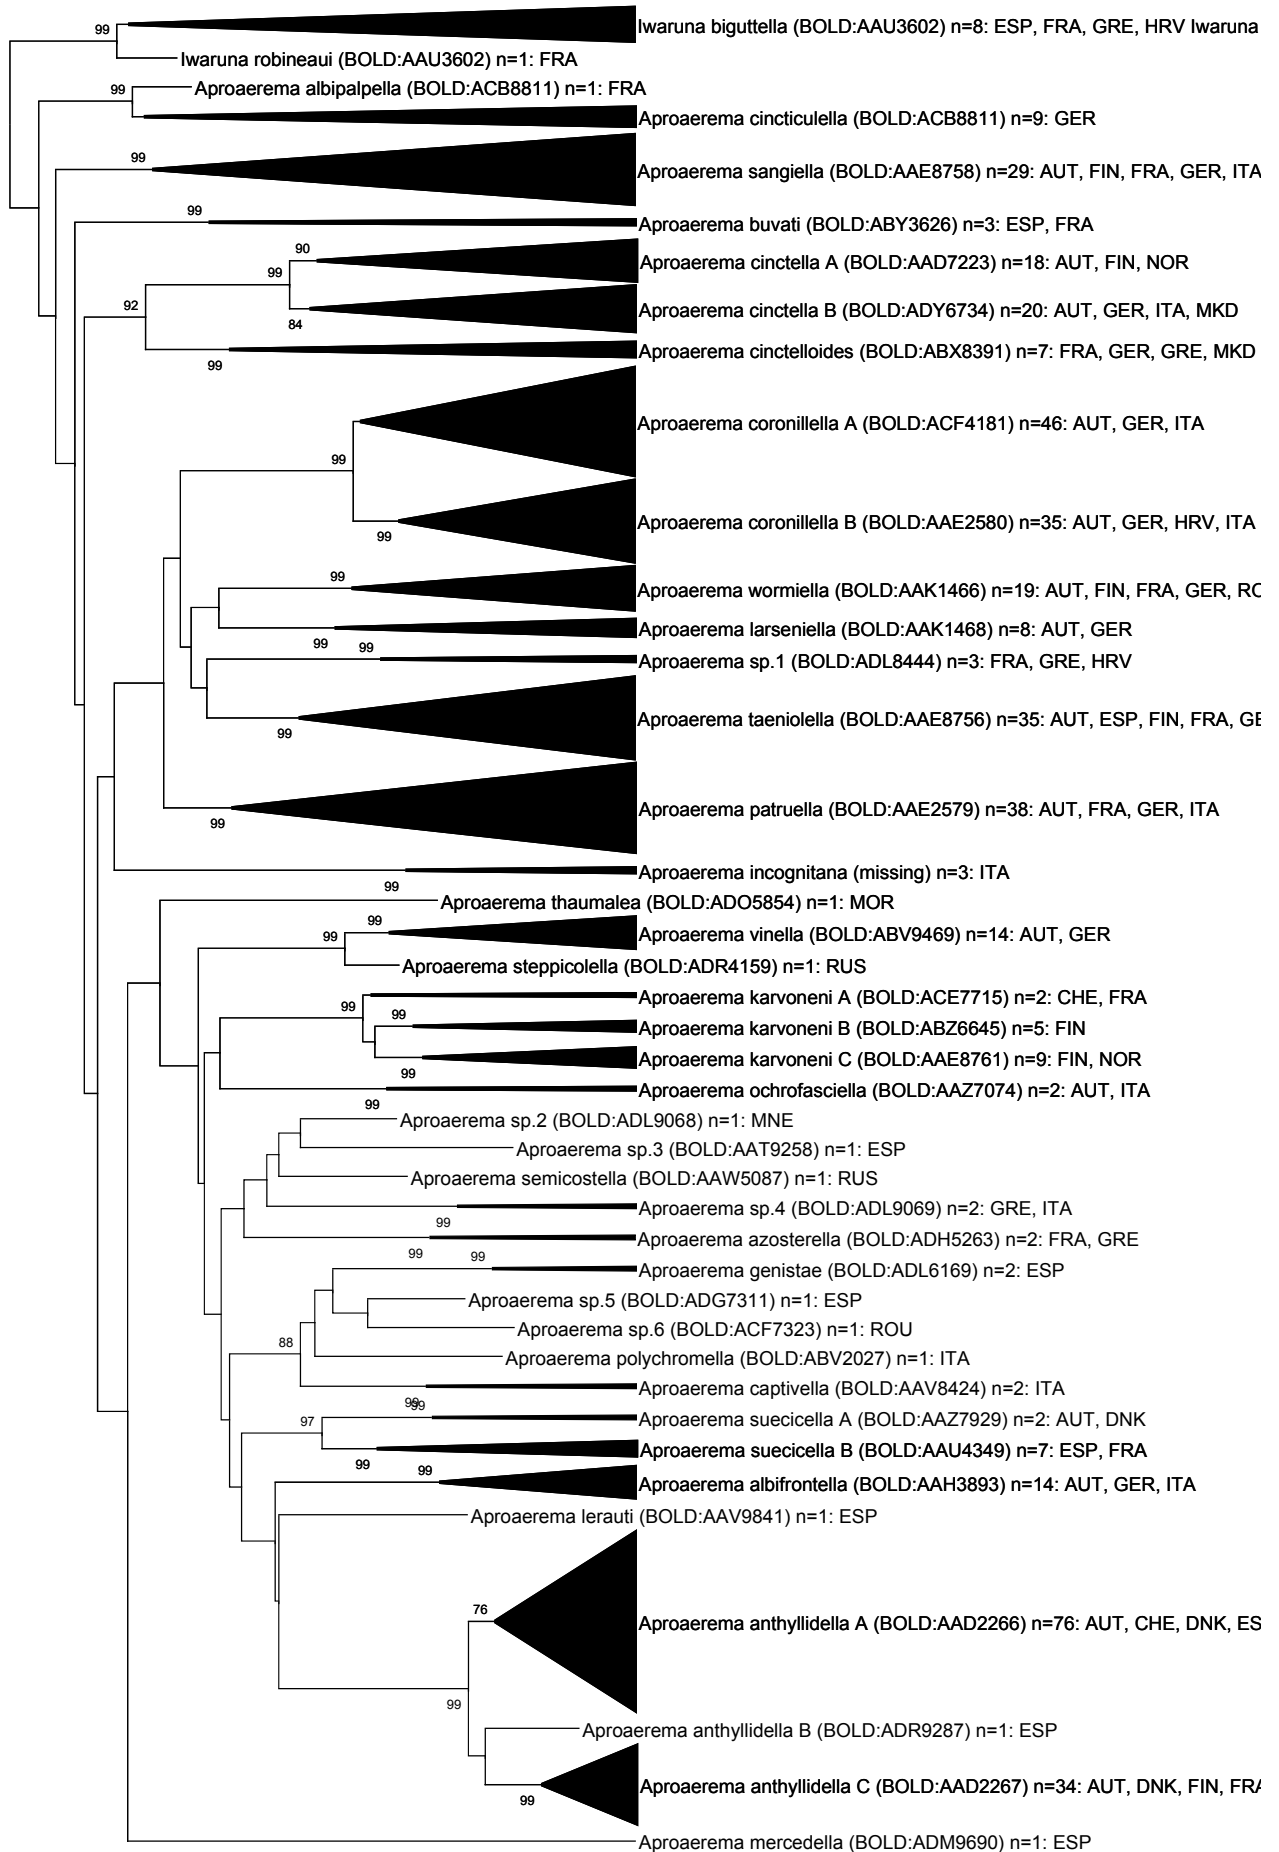 99
Iwaruna biguttella (BOLD:AAU3602) n=8: ESP, FRA, GRE, HRV Iwaruna
Iwaruna robineaui (BOLD:AAU3602) n=1: FRA
99
Aproaerema albipalpella (BOLD:ACB8811) n=1: FRA
Aproaerema cincticulella (BOLD:ACB8811) n=9: GER
99
Aproaerema sangiella (BOLD:AAE8758) n=29: AUT, FIN, FRA, GER, ITA
99
Aproaerema buvati (BOLD:ABY3626) n=3: ESP, FRA
90
99
Aproaerema cinctella A (BOLD:AAD7223) n=18: AUT, FIN, NOR
92
Aproaerema cinctella B (BOLD:ADY6734) n=20: AUT, GER, ITA, MKD
84
Aproaerema cinctelloides (BOLD:ABX8391) n=7: FRA, GER, GRE, MKD
99
Aproaerema coronillella A (BOLD:ACF4181) n=46: AUT, GER, ITA
99
Aproaerema coronillella B (BOLD:AAE2580) n=35: AUT, GER, HRV, ITA
99
99
Aproaerema wormiella (BOLD:AAK1466) n=19: AUT, FIN, FRA, GER, RO
Aproaerema larseniella (BOLD:AAK1468) n=8: AUT, GER
99
99
Aproaerema sp.1 (BOLD:ADL8444) n=3: FRA, GRE, HRV
Aproaerema taeniolella (BOLD:AAE8756) n=35: AUT, ESP, FIN, FRA, GE
99
Aproaerema patruella (BOLD:AAE2579) n=38: AUT, FRA, GER, ITA
99
Aproaerema incognitana (missing) n=3: ITA
99
Aproaerema thaumalea (BOLD:ADO5854) n=1: MOR
99
99
Aproaerema vinella (BOLD:ABV9469) n=14: AUT, GER
Aproaerema steppicolella (BOLD:ADR4159) n=1: RUS
Aproaerema karvoneni A (BOLD:ACE7715) n=2: CHE, FRA
99
99
Aproaerema karvoneni B (BOLD:ABZ6645) n=5: FIN
Aproaerema karvoneni C (BOLD:AAE8761) n=9: FIN, NOR
99
Aproaerema ochrofasciella (BOLD:AAZ7074) n=2: AUT, ITA
99
Aproaerema sp.2 (BOLD:ADL9068) n=1: MNE
Aproaerema sp.3 (BOLD:AAT9258) n=1: ESP
Aproaerema semicostella (BOLD:AAW5087) n=1: RUS
Aproaerema sp.4 (BOLD:ADL9069) n=2: GRE, ITA
99
Aproaerema azosterella (BOLD:ADH5263) n=2: FRA, GRE
99
99
Aproaerema genistae (BOLD:ADL6169) n=2: ESP
Aproaerema sp.5 (BOLD:ADG7311) n=1: ESP
Aproaerema sp.6 (BOLD:ACF7323) n=1: ROU
88
Aproaerema polychromella (BOLD:ABV2027) n=1: ITA
Aproaerema captivella (BOLD:AAV8424) n=2: ITA
99
99
97
Aproaerema suecicella A (BOLD:AAZ7929) n=2: AUT, DNK
Aproaerema suecicella B (BOLD:AAU4349) n=7: ESP, FRA
99
99
Aproaerema albifrontella (BOLD:AAH3893) n=14: AUT, GER, ITA
Aproaerema lerauti (BOLD:AAV9841) n=1: ESP
76
Aproaerema anthyllidella A (BOLD:AAD2266) n=76: AUT, CHE, DNK, ES
99
Aproaerema anthyllidella B (BOLD:ADR9287) n=1: ESP
Aproaerema anthyllidella C (BOLD:AAD2267) n=34: AUT, DNK, FIN, FRA
99
Aproaerema mercedella (BOLD:ADM9690) n=1: ESP